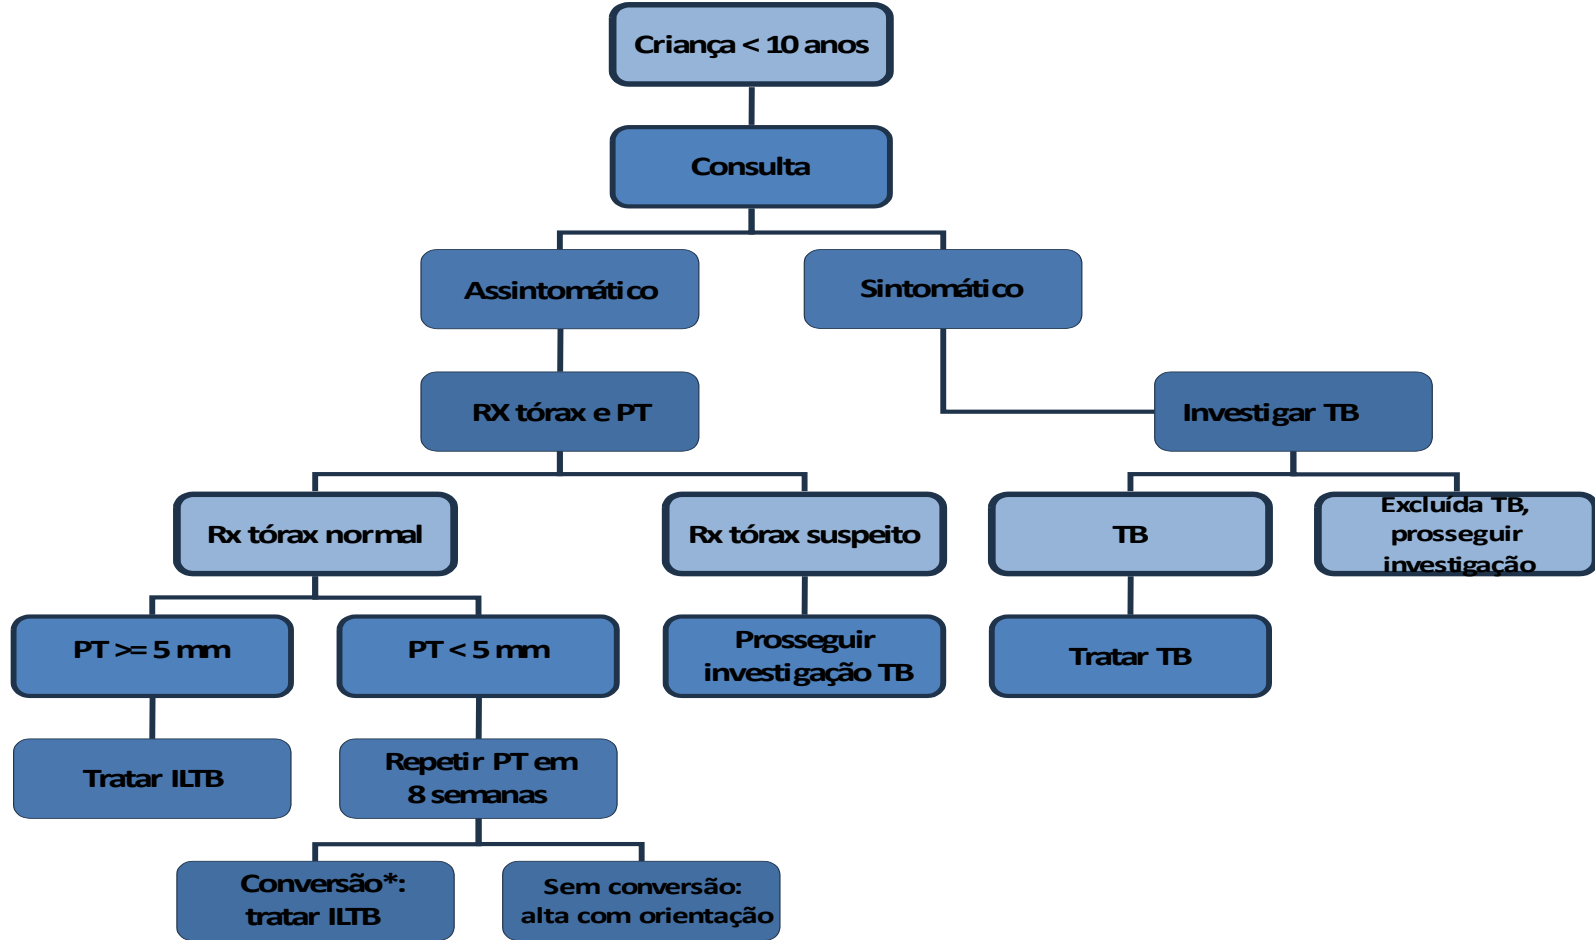 Criança < 10 anos
Consulta
Assintomático
Sintomático
RX tórax e PT
Investigar TB
Rx tórax normal
Rx tórax suspeito
TB
Excluída TB,
prosseguir
investigação
PT >= 5 mm
PT < 5 mm
Prosseguir
investigação TB
Tratar TB
Tratar ILTB
Repetir PT em
8 semanas
Conversão*:
tratar ILTB
Sem conversão:
alta com orientação